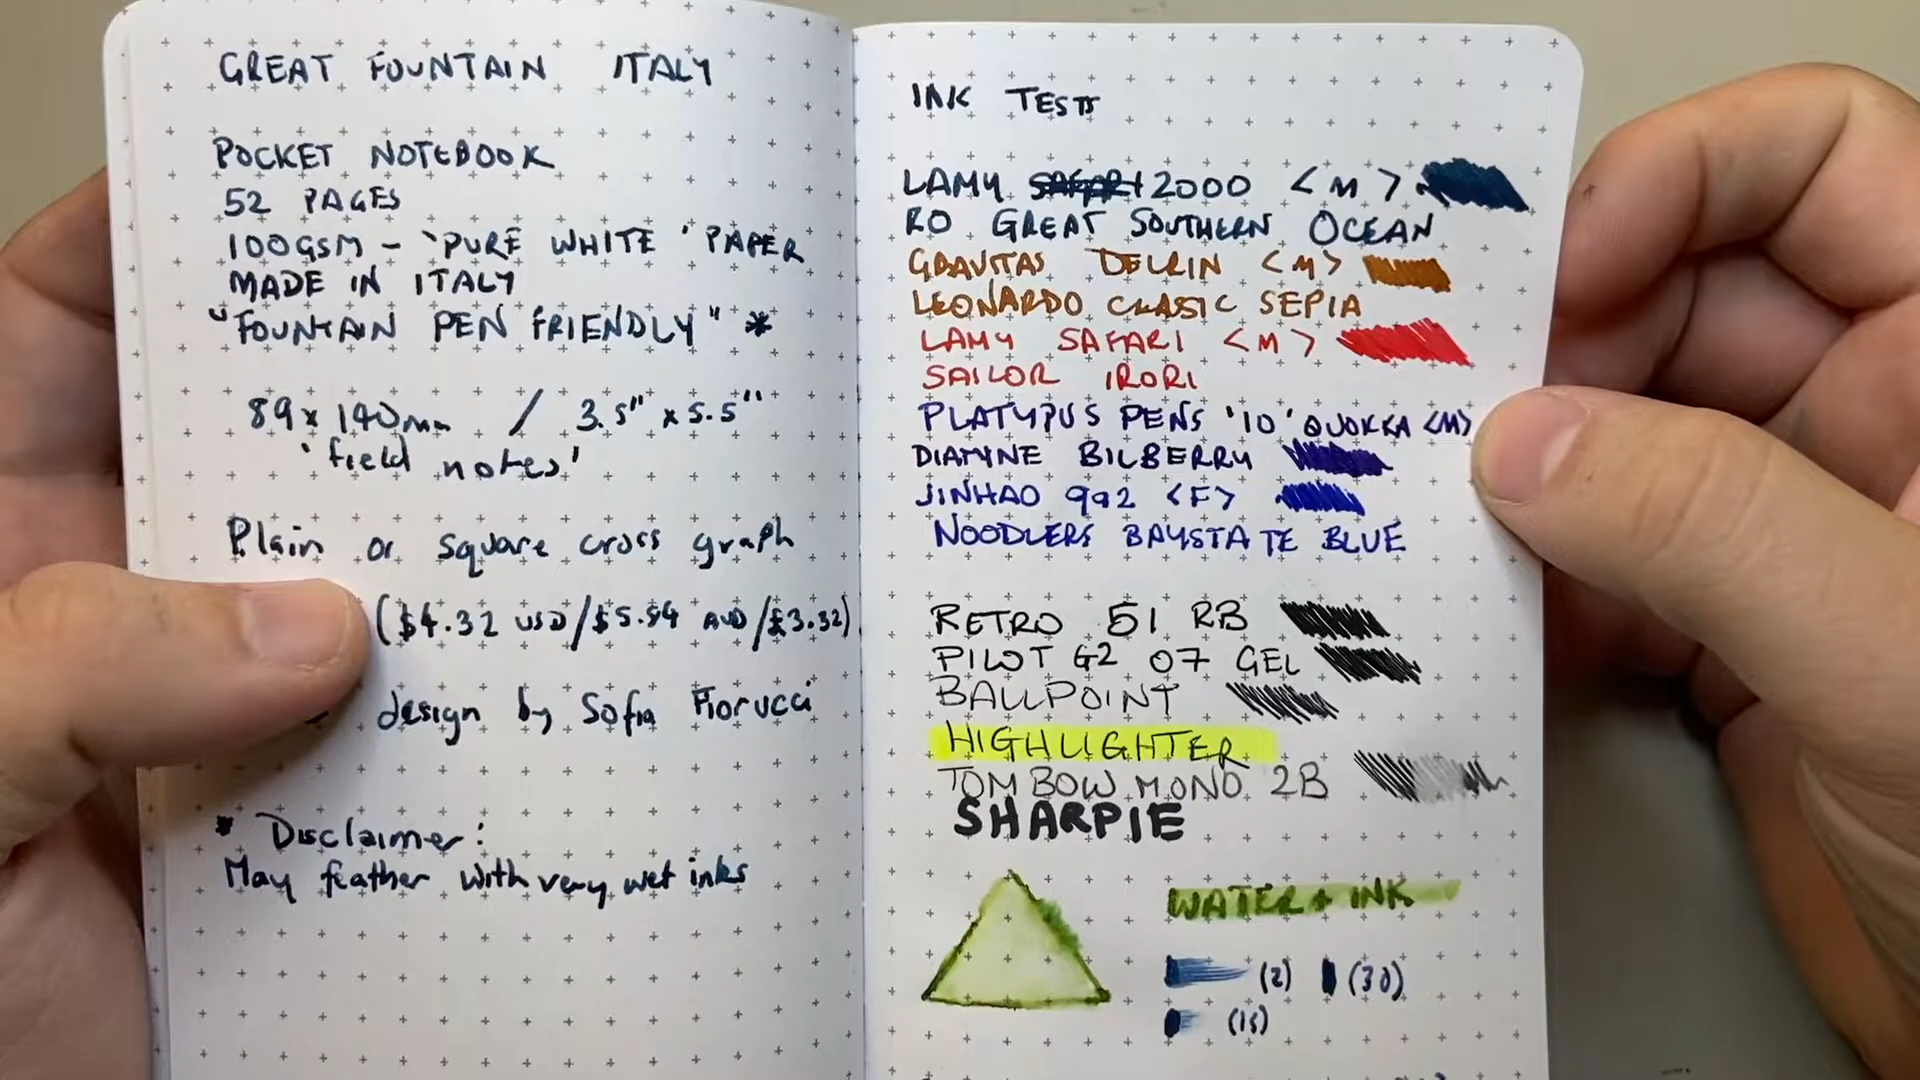 GREAT FOUNTAIN ITALY
POCKET NOTEBOOK
52 PAGES
100GSM - 'PURE WHITE' PAPER
MADE IN ITALY
"FOUNTAIN PEN FRIENDLY" *
89 x 140mm / 3.5" x 5.5"
'field notes'
Plain or square cross graph
($4.32 USD/$5.94 AUD/£3.32)
design by Sofia Fiorucci
* Disclaimer:
May feather with very wet inks
INK TESTS
LAMY SAFARI 2000 <M>
RO GREAT SOUTHERN OCEAN
GRAVITAS DELRIN <M>
LEONARDO CLASIC SEPIA
LAMY SAFARI <M>
SAILOR IRORI
PLATYPUS PENS '10' QUOKKA <M>
DIAMINE BILBERRY
JINHAO 992 <F>
NOODLERS BAYSTATE BLUE
RETRO 51 RB
PILOT G2 07 GEL
BALLPOINT
HIGHLIGHTER
TOMBOW MONO 2B
SHARPIE
WATER + INK
(2) (30)
(15)